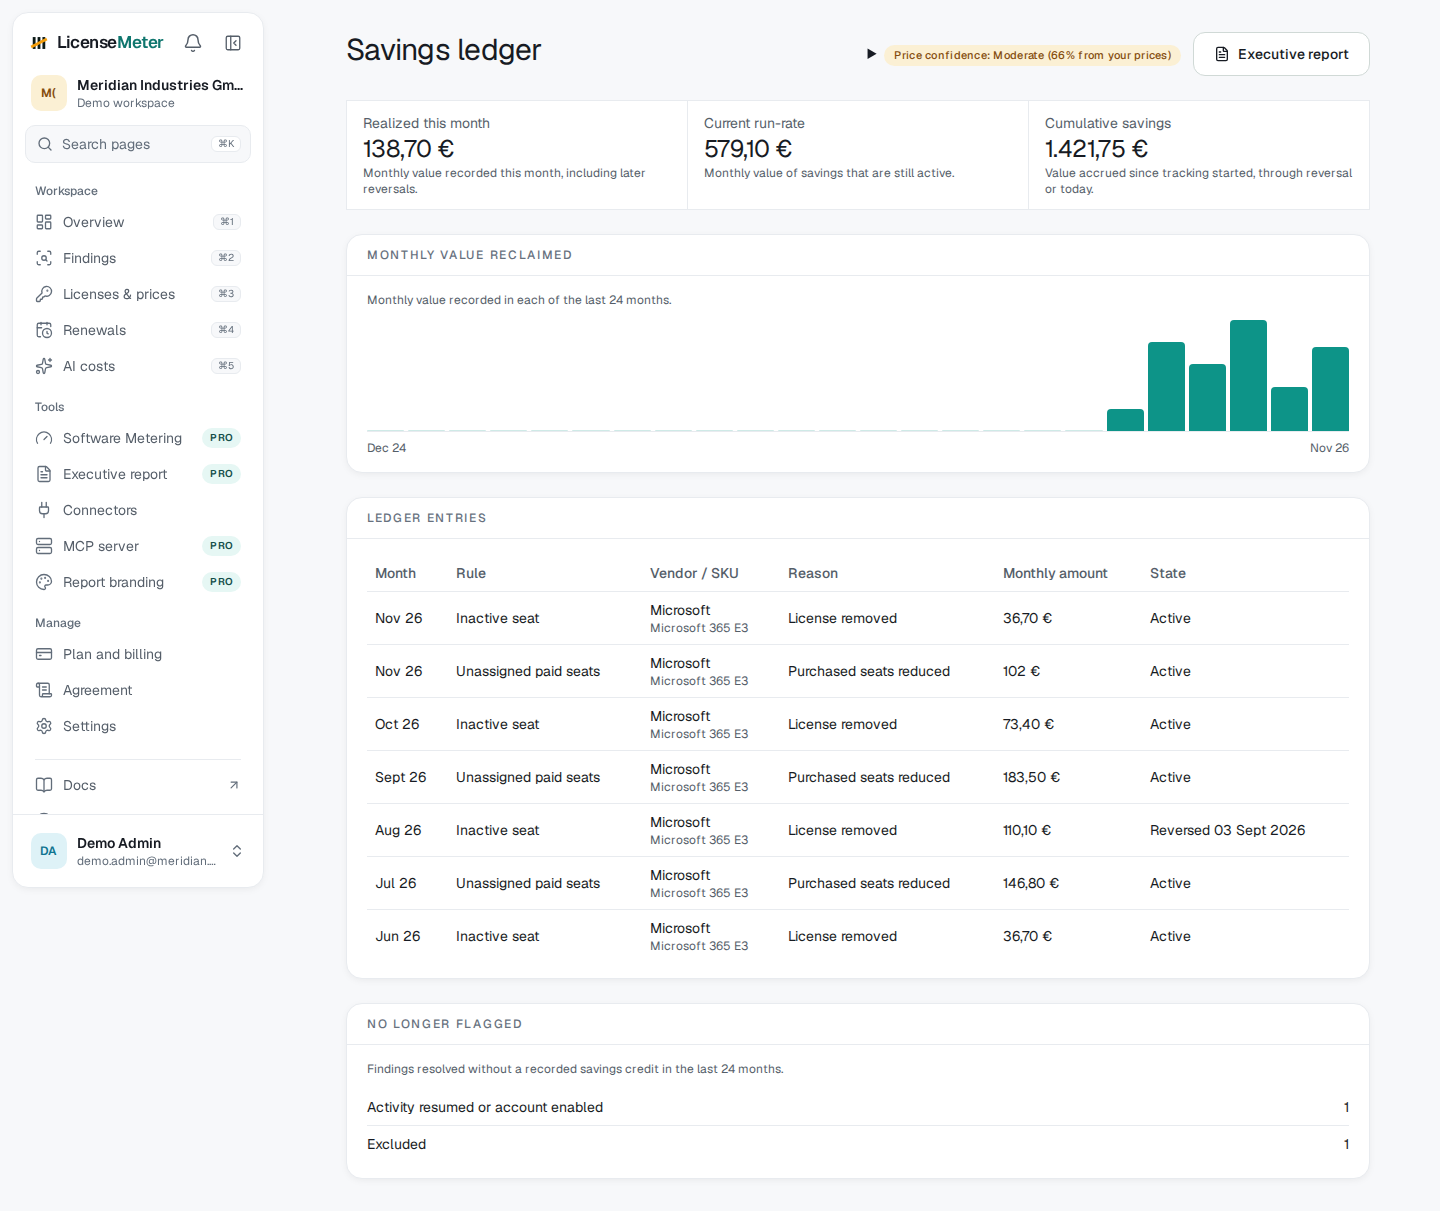 LicenseMeter
M(
Meridian Industries Gm...
Demo workspace
Search pages ⌘K
Workspace
Overview ⌘1
Findings ⌘2
Licenses & prices ⌘3
Renewals ⌘4
AI costs ⌘5
Tools
Software Metering PRO
Executive report PRO
Connectors
MCP server PRO
Report branding PRO
Manage
Plan and billing
Agreement
Settings
Docs
DA
Demo Admin
demo.admin@meridian....
Savings ledger
Price confidence: Moderate (66% from your prices)
Executive report
Realized this month
138,70 €
Monthly value recorded this month, including later
reversals.
Current run-rate
579,10 €
Monthly value of savings that are still active.
Cumulative savings
1.421,75 €
Value accrued since tracking started, through reversal
or today.
MONTHLY VALUE RECLAIMED
Monthly value recorded in each of the last 24 months.
Dec 24 Nov 26
LEDGER ENTRIES
Month Rule Vendor / SKU Reason Monthly amount State
Nov 26 Inactive seat Microsoft License removed 36,70 € Active
Microsoft 365 E3
Nov 26 Unassigned paid seats Microsoft Purchased seats reduced 102 € Active
Microsoft 365 E3
Oct 26 Inactive seat Microsoft License removed 73,40 € Active
Microsoft 365 E3
Sept 26 Unassigned paid seats Microsoft Purchased seats reduced 183,50 € Active
Microsoft 365 E3
Aug 26 Inactive seat Microsoft License removed 110,10 € Reversed 03 Sept 2026
Microsoft 365 E3
Jul 26 Unassigned paid seats Microsoft Purchased seats reduced 146,80 € Active
Microsoft 365 E3
Jun 26 Inactive seat Microsoft License removed 36,70 € Active
Microsoft 365 E3
NO LONGER FLAGGED
Findings resolved without a recorded savings credit in the last 24 months.
Activity resumed or account enabled 1
Excluded 1